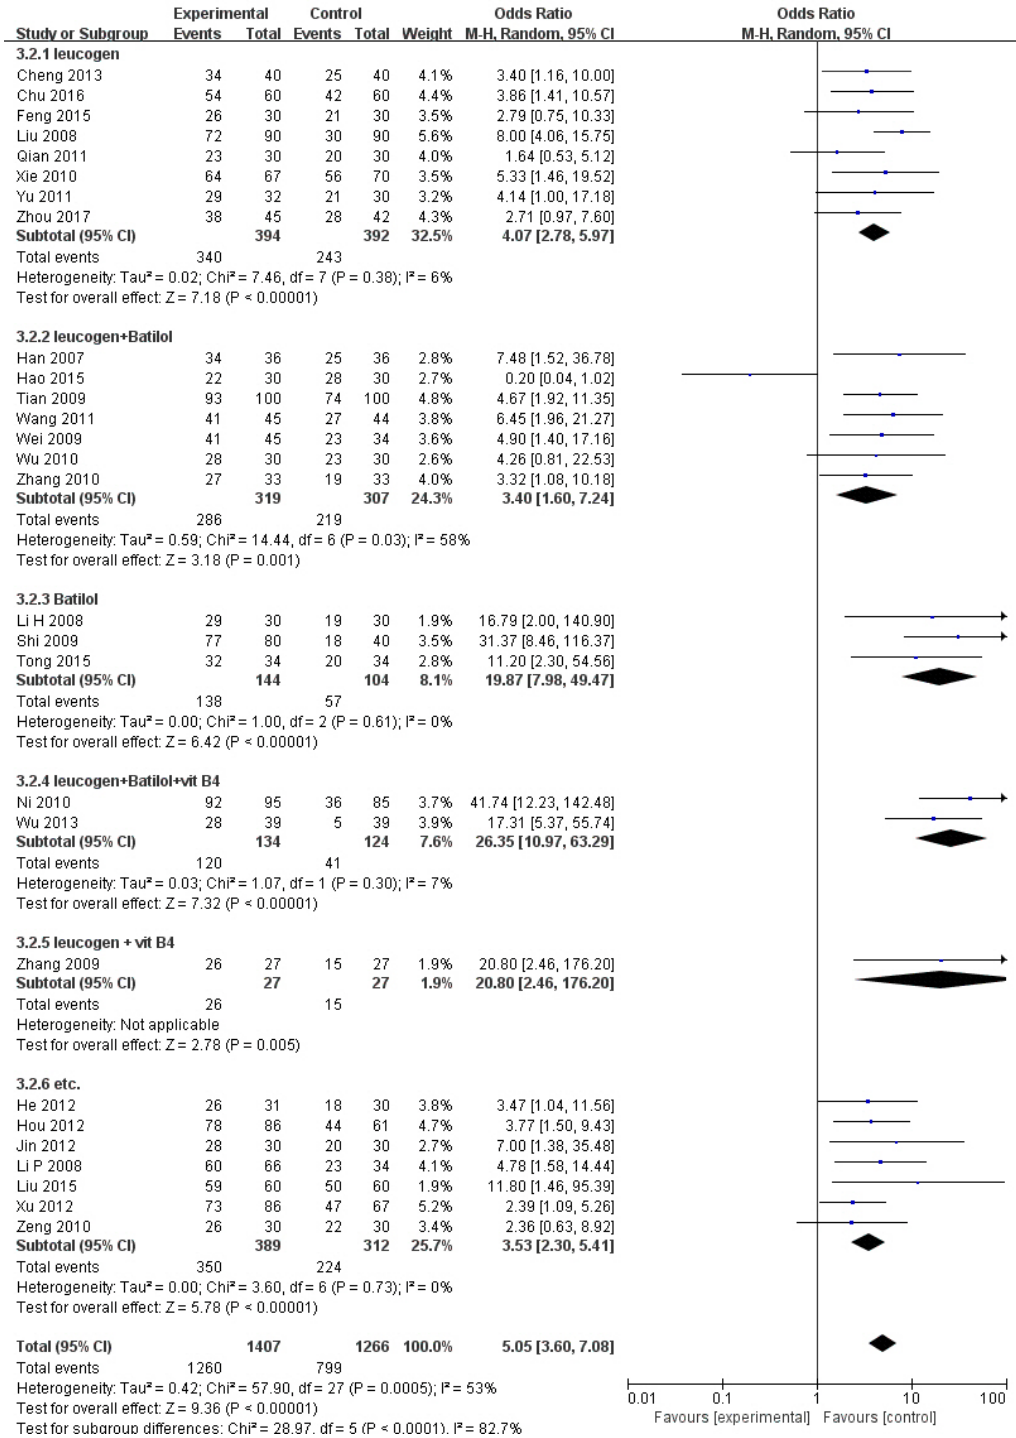 Experimental Control Odds Ratio Odds Ratio
Study or Subgroup Events Total Events Total Weight M-H, Random, 95% CI M-H, Random, 95% CI
3.2.1 leucogen
Cheng 2013 34 40 25 40 4.1% 3.40 [1.16, 10.00]
Chu 2016 54 60 42 60 4.4% 3.86 [1.41, 10.57]
Feng 2015 26 30 21 30 3.5% 2.79 [0.75, 10.33]
Liu 2008 72 90 30 90 5.6% 8.00 [4.06, 15.75]
Qian 2011 23 30 20 30 4.0% 1.64 [0.53, 5.12]
Xie 2010 64 67 56 70 3.5% 5.33 [1.46, 19.52]
Yu 2011 29 32 21 30 3.2% 4.14 [1.00, 17.18]
Zhou 2017 38 45 28 42 4.3% 2.71 [0.97, 7.60]
Subtotal (95% CI) 394 392 32.5% 4.07 [2.78, 5.97]
Total events 340 243
Heterogeneity: Tau² = 0.02; Chi² = 7.46, df = 7 (P = 0.38); I² = 6%
Test for overall effect: Z = 7.18 (P < 0.00001)
3.2.2 leucogen+Batilol
Han 2007 34 36 25 36 2.8% 7.48 [1.52, 36.78]
Hao 2015 22 30 28 30 2.7% 0.20 [0.04, 1.02]
Tian 2009 93 100 74 100 4.8% 4.67 [1.92, 11.35]
Wang 2011 41 45 27 44 3.8% 6.45 [1.96, 21.27]
Wei 2009 41 45 23 34 3.6% 4.90 [1.40, 17.16]
Wu 2010 28 30 23 30 2.6% 4.26 [0.81, 22.53]
Zhang 2010 27 33 19 33 4.0% 3.32 [1.08, 10.18]
Subtotal (95% CI) 319 307 24.3% 3.40 [1.60, 7.24]
Total events 286 219
Heterogeneity: Tau² = 0.59; Chi² = 14.44, df = 6 (P = 0.03); I² = 58%
Test for overall effect: Z = 3.18 (P = 0.001)
3.2.3 Batilol
Li H 2008 29 30 19 30 1.9% 16.79 [2.00, 140.90]
Shi 2009 77 80 18 40 3.5% 31.37 [8.46, 116.37]
Tong 2015 32 34 20 34 2.8% 11.20 [2.30, 54.56]
Subtotal (95% CI) 144 104 8.1% 19.87 [7.98, 49.47]
Total events 138 57
Heterogeneity: Tau² = 0.00; Chi² = 1.00, df = 2 (P = 0.61); I² = 0%
Test for overall effect: Z = 6.42 (P < 0.00001)
3.2.4 leucogen+Batilol+vit B4
Ni 2010 92 95 36 85 3.7% 41.74 [12.23, 142.48]
Wu 2013 28 39 5 39 3.9% 17.31 [5.37, 55.74]
Subtotal (95% CI) 134 124 7.6% 26.35 [10.97, 63.29]
Total events 120 41
Heterogeneity: Tau² = 0.03; Chi² = 1.07, df = 1 (P = 0.30); I² = 7%
Test for overall effect: Z = 7.32 (P < 0.00001)
3.2.5 leucogen + vit B4
Zhang 2009 26 27 15 27 1.9% 20.80 [2.46, 176.20]
Subtotal (95% CI) 27 27 1.9% 20.80 [2.46, 176.20]
Total events 26 15
Heterogeneity: Not applicable
Test for overall effect: Z = 2.78 (P = 0.005)
3.2.6 etc.
He 2012 26 31 18 30 3.8% 3.47 [1.04, 11.56]
Hou 2012 78 86 44 61 4.7% 3.77 [1.50, 9.43]
Jin 2012 28 30 20 30 2.7% 7.00 [1.38, 35.48]
Li P 2008 60 66 23 34 4.1% 4.78 [1.58, 14.44]
Liu 2015 59 60 50 60 1.9% 11.80 [1.46, 95.39]
Xu 2012 73 86 47 67 5.2% 2.39 [1.09, 5.26]
Zeng 2010 26 30 22 30 3.4% 2.36 [0.63, 8.92]
Subtotal (95% CI) 389 312 25.7% 3.53 [2.30, 5.41]
Total events 350 224
Heterogeneity: Tau² = 0.00; Chi² = 3.60, df = 6 (P = 0.73); I² = 0%
Test for overall effect: Z = 5.78 (P < 0.00001)
Total (95% CI) 1407 1266 100.0% 5.05 [3.60, 7.08]
Total events 1260 799
Heterogeneity: Tau² = 0.42; Chi² = 57.90, df = 27 (P = 0.0005); I² = 53%
Test for overall effect: Z = 9.36 (P < 0.00001)
Test for subgroup differences: Chi² = 28.97, df = 5 (P < 0.0001), I² = 82.7%
0.01 0.1 1 10 100
Favours [experimental] Favours [control]